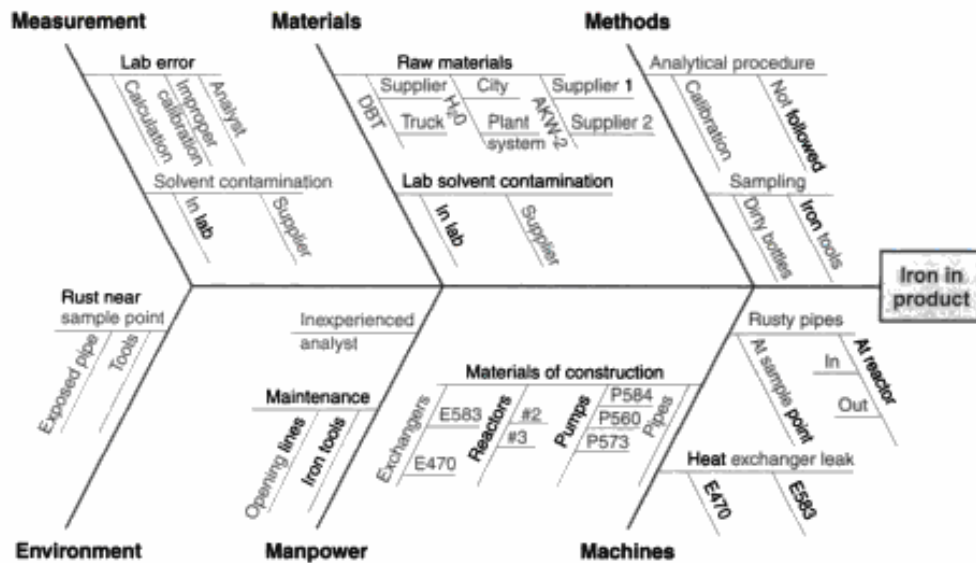 Measurement
Materials
Methods
Lab error
Calculation
Improper
calibration
Analyst
Solvent contamination
In lab
Supplier
Raw materials
DBT
Supplier
Truck
H₂0
City
Plant
system
AKW-2
Supplier 1
Supplier 2
Lab solvent contamination
In lab
Supplier
Analytical procedure
Calibration
Not followed
Sampling
Dirty bottles
Iron tools
Iron in
product
Rust near
sample point
Exposed pipe
Tools
Inexperienced
analyst
Maintenance
Opening lines
Iron tools
Materials of construction
Exchangers
E583
E470
Reactors
#2
#3
Pumps
P584
P560
P573
Pipes
Rusty pipes
At sample point
At reactor
In
Out
Heat exchanger leak
E470
E583
Environment
Manpower
Machines